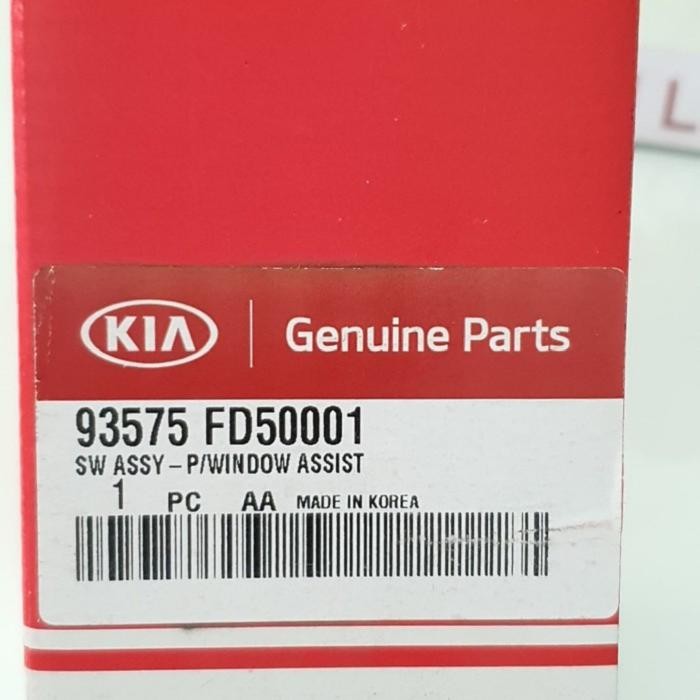 L
KIA Genuine Parts
93575 FD50001
SW ASSY-P/WINDOW ASSIST
1 PC AA MADE IN KOREA